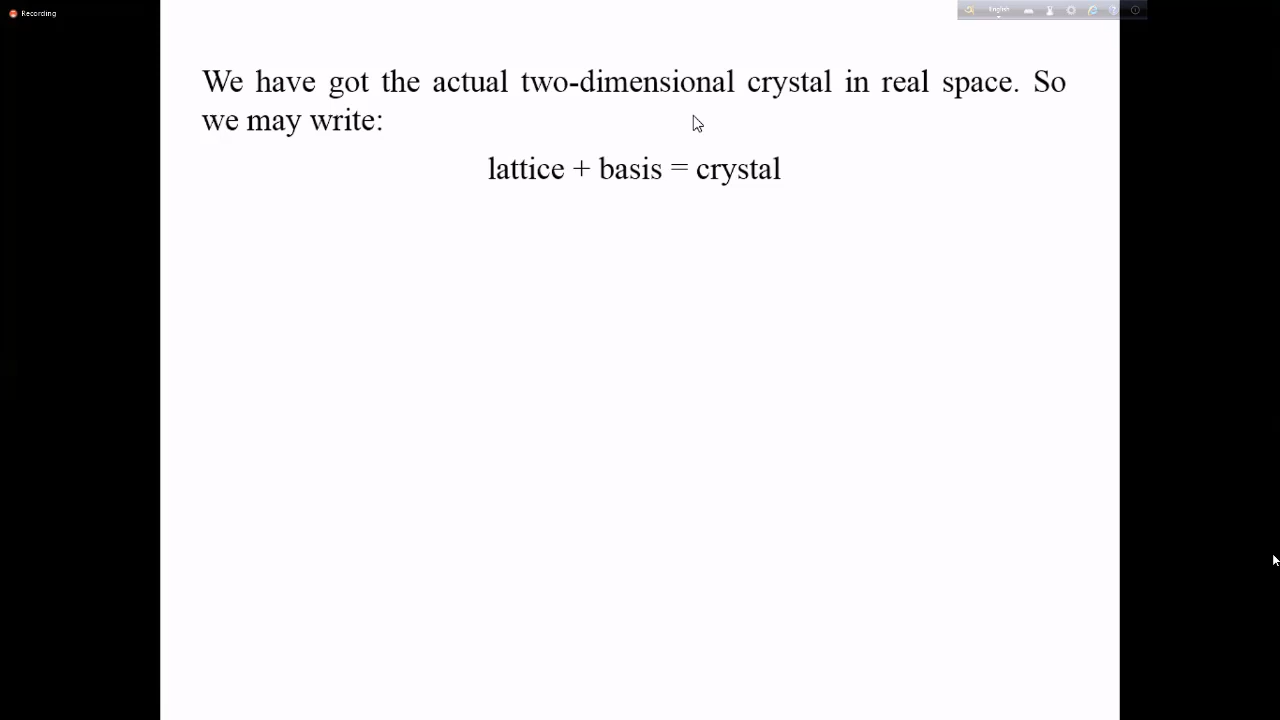 Recording
English
We have got the actual two-dimensional crystal in real space. So
we may write:
lattice + basis = crystal